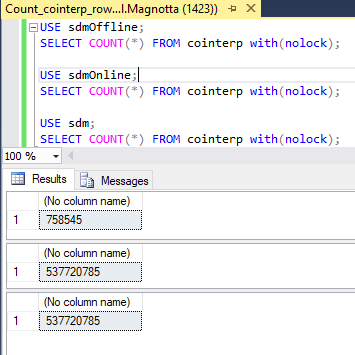 Count_cointerp_row...l.Magnotta (1423))
USE sdmOffline;
SELECT COUNT(*) FROM cointerp with(nolock);
USE sdmOnline;
SELECT COUNT(*) FROM cointerp with(nolock);
USE sdm;
SELECT COUNT(*) FROM cointerp with(nolock);
100 %
Results Messages
(No column name)
1 758545
(No column name)
1 537720785
(No column name)
1 537720785